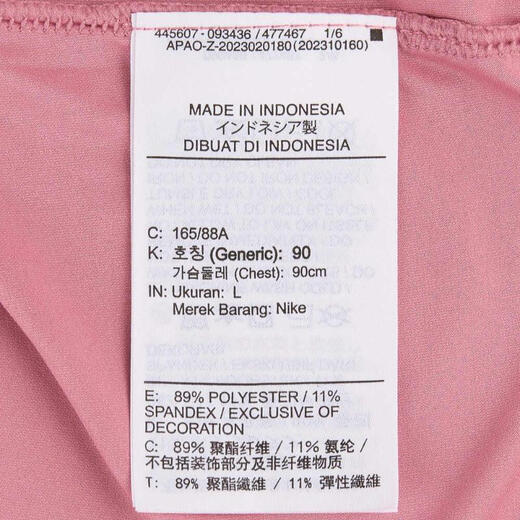 445607-093436 / 477467 1/6
APAO-Z-2023020180 (202310160)
MADE IN INDONESIA
インドネシア製
DIBUAT DI INDONESIA
C: 165/88A
K: 호칭 (Generic): 90
가슴둘레 (Chest): 90cm
IN: Ukuran: L
Merek Barang: Nike
E: 89% POLYESTER / 11%
SPANDEX / EXCLUSIVE OF
DECORATION
C: 89% 聚酯纤维 / 11% 氨纶 /
不包括装饰部分及非纤维物质
T: 89% 聚酯纖維 / 11% 彈性纖維